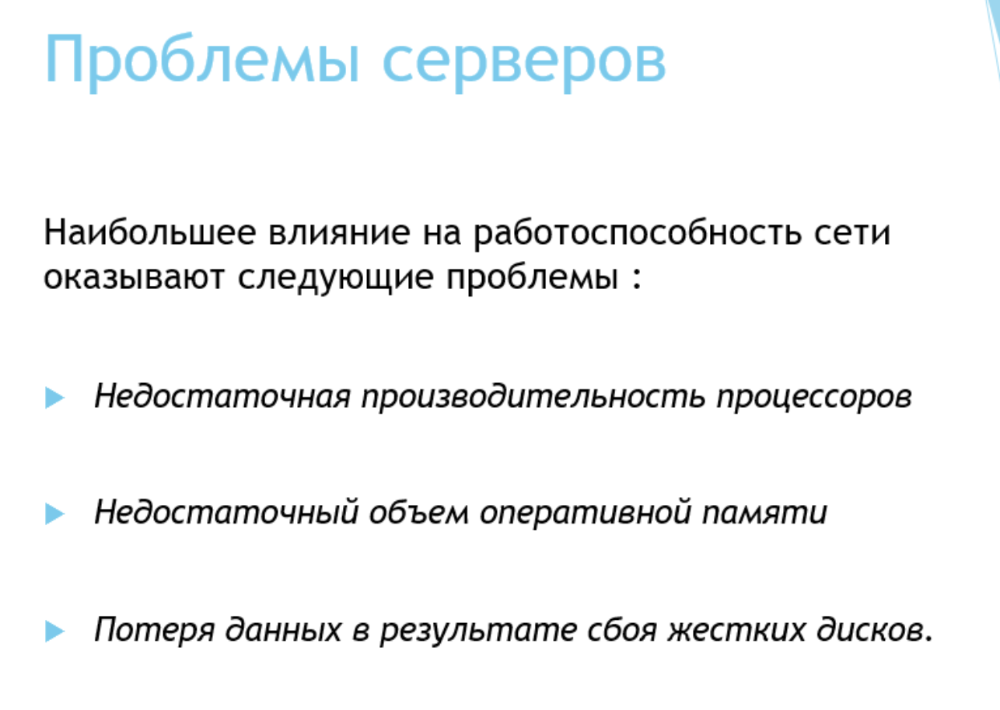 Проблемы серверов
Наибольшее влияние на работоспособность сети
оказывают следующие проблемы :
Недостаточная производительность процессоров
Недостаточный объем оперативной памяти
Потеря данных в результате сбоя жестких дисков.